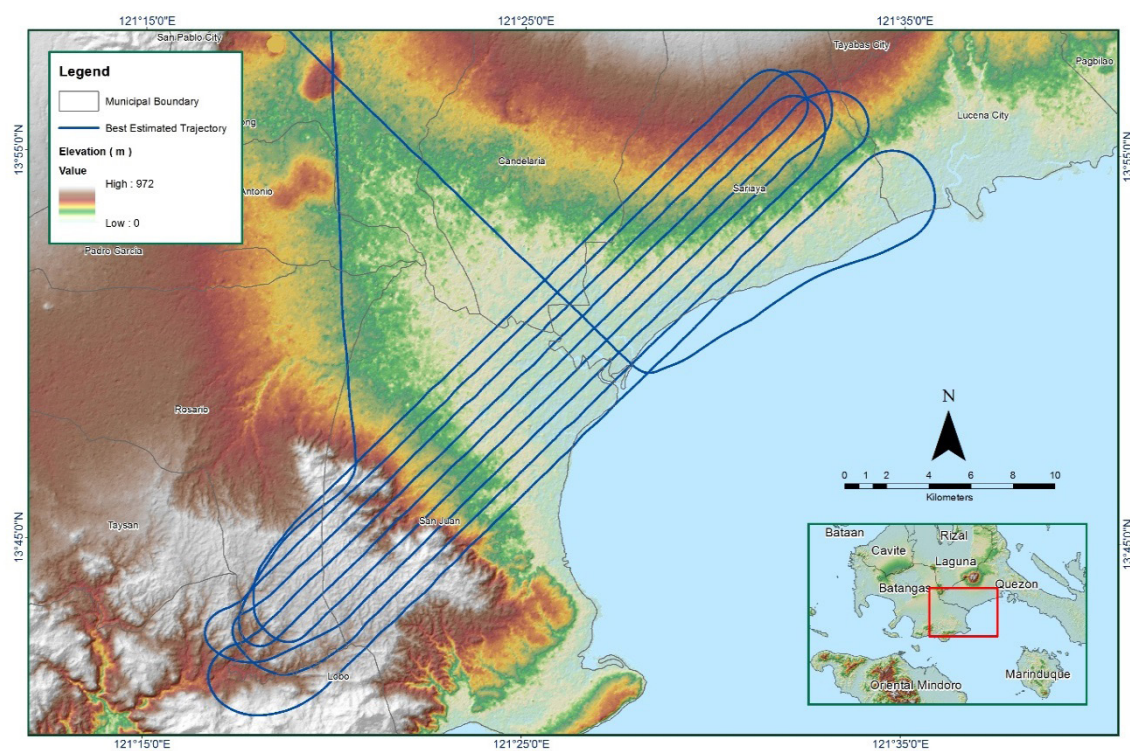 121°15'0"E
121°25'0"E
121°35'0"E
San Pablo City
Tayabas City
Pagbilao
Legend
Municipal Boundary
Best Estimated Trajectory
Elevation ( m )
Value
High : 972
Low : 0
ong
Lucena City
13°55'0"N
13°55'0"N
Candelaria
Sariaya
Antonio
Padre Garcia
Rosario
N
0 1 2 4 6 8 10
Kilometers
San Juan
Taysan
13°45'0"N
13°45'0"N
Bataan
Rizal
Cavite
Laguna
Batangas
Quezon
Lobo
Marinduque
Oriental Mindoro
121°15'0"E
121°25'0"E
121°35'0"E